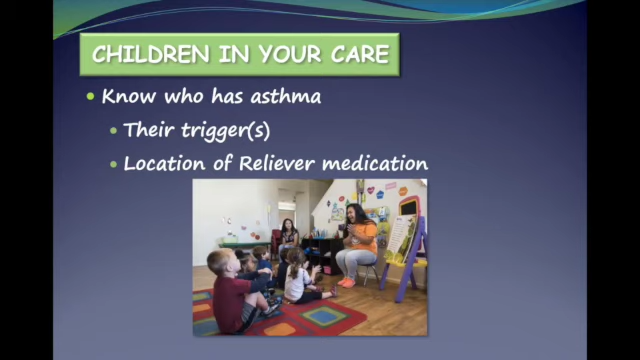 CHILDREN IN YOUR CARE
Know who has asthma
Their trigger(s)
Location of Reliever medication